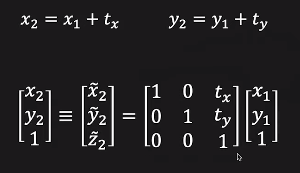 x₂ = x₁ + tₓ   y₂ = y₁ + t_y
[x₂ y₂ 1] ≡ [x̃₂ ỹ₂ z̃₂] = [1 0 tₓ; 0 1 t_y; 0 0 1] [x₁ y₁ 1]